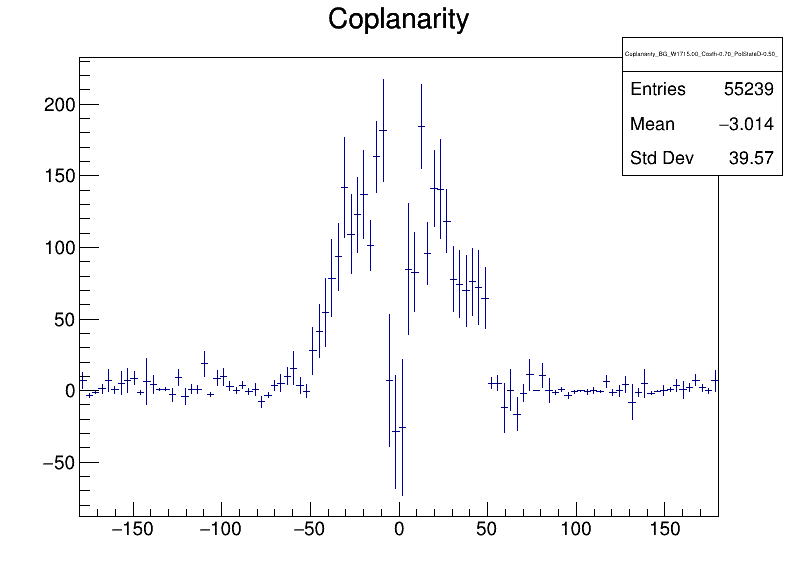 Coplanarity
Coplanarity_BG_W1715.00_Costh-0.70_PolStateD-0.50_
Entries 55239
Mean −3.014
Std Dev 39.57
200
150
100
50
0
−50
−150 −100 −50 0 50 100 150